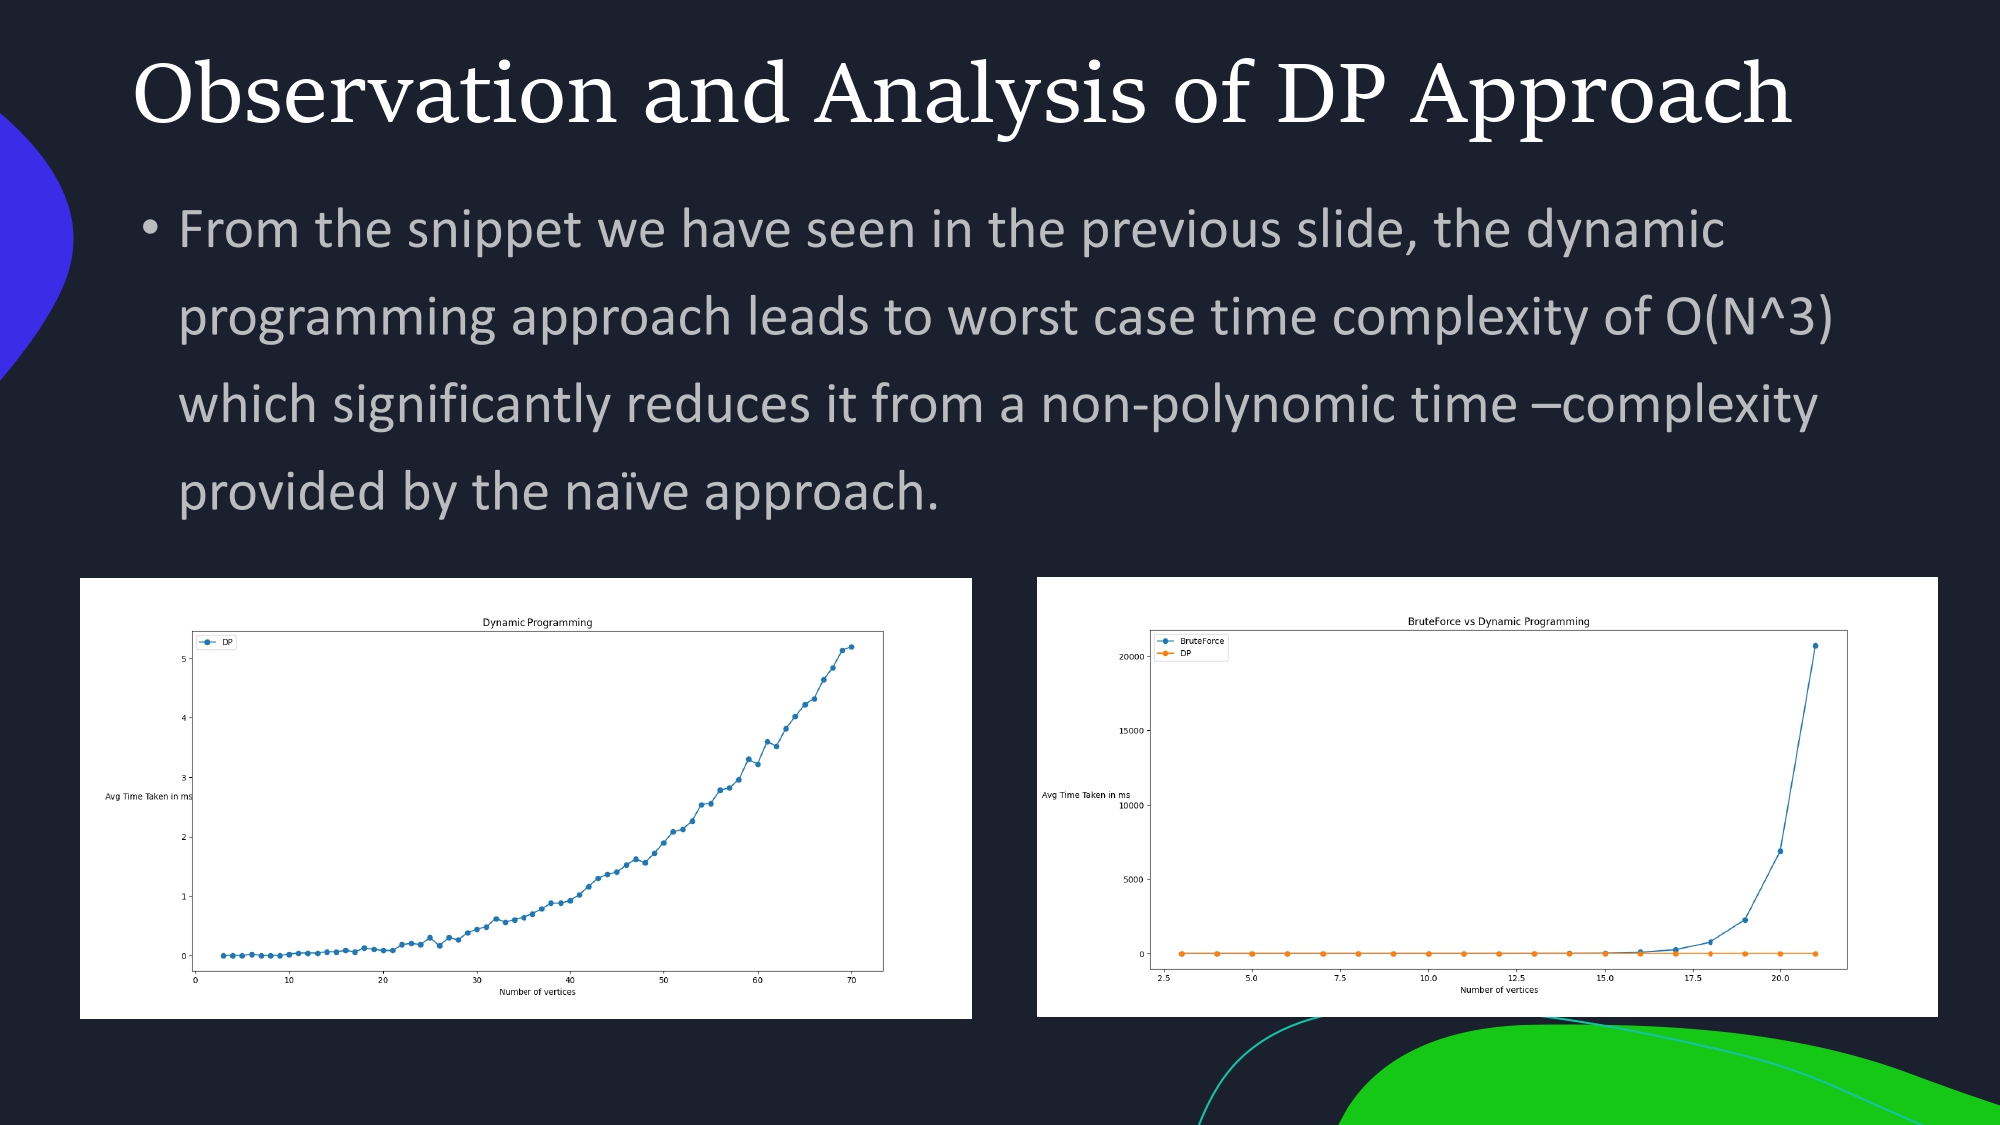 Observation and Analysis of DP Approach
• From the snippet we have seen in the previous slide, the dynamic
programming approach leads to worst case time complexity of O(N^3)
which significantly reduces it from a non-polynomic time –complexity
provided by the naïve approach.
Dynamic Programming
DP
5
4
3
Avg Time Taken in ms
2
1
0
0 10 20 30 40 50 60 70
Number of vertices
BruteForce vs Dynamic Programming
BruteForce
DP
20000
15000
Avg Time Taken in ms
10000
5000
0
2.5 5.0 7.5 10.0 12.5 15.0 17.5 20.0
Number of vertices